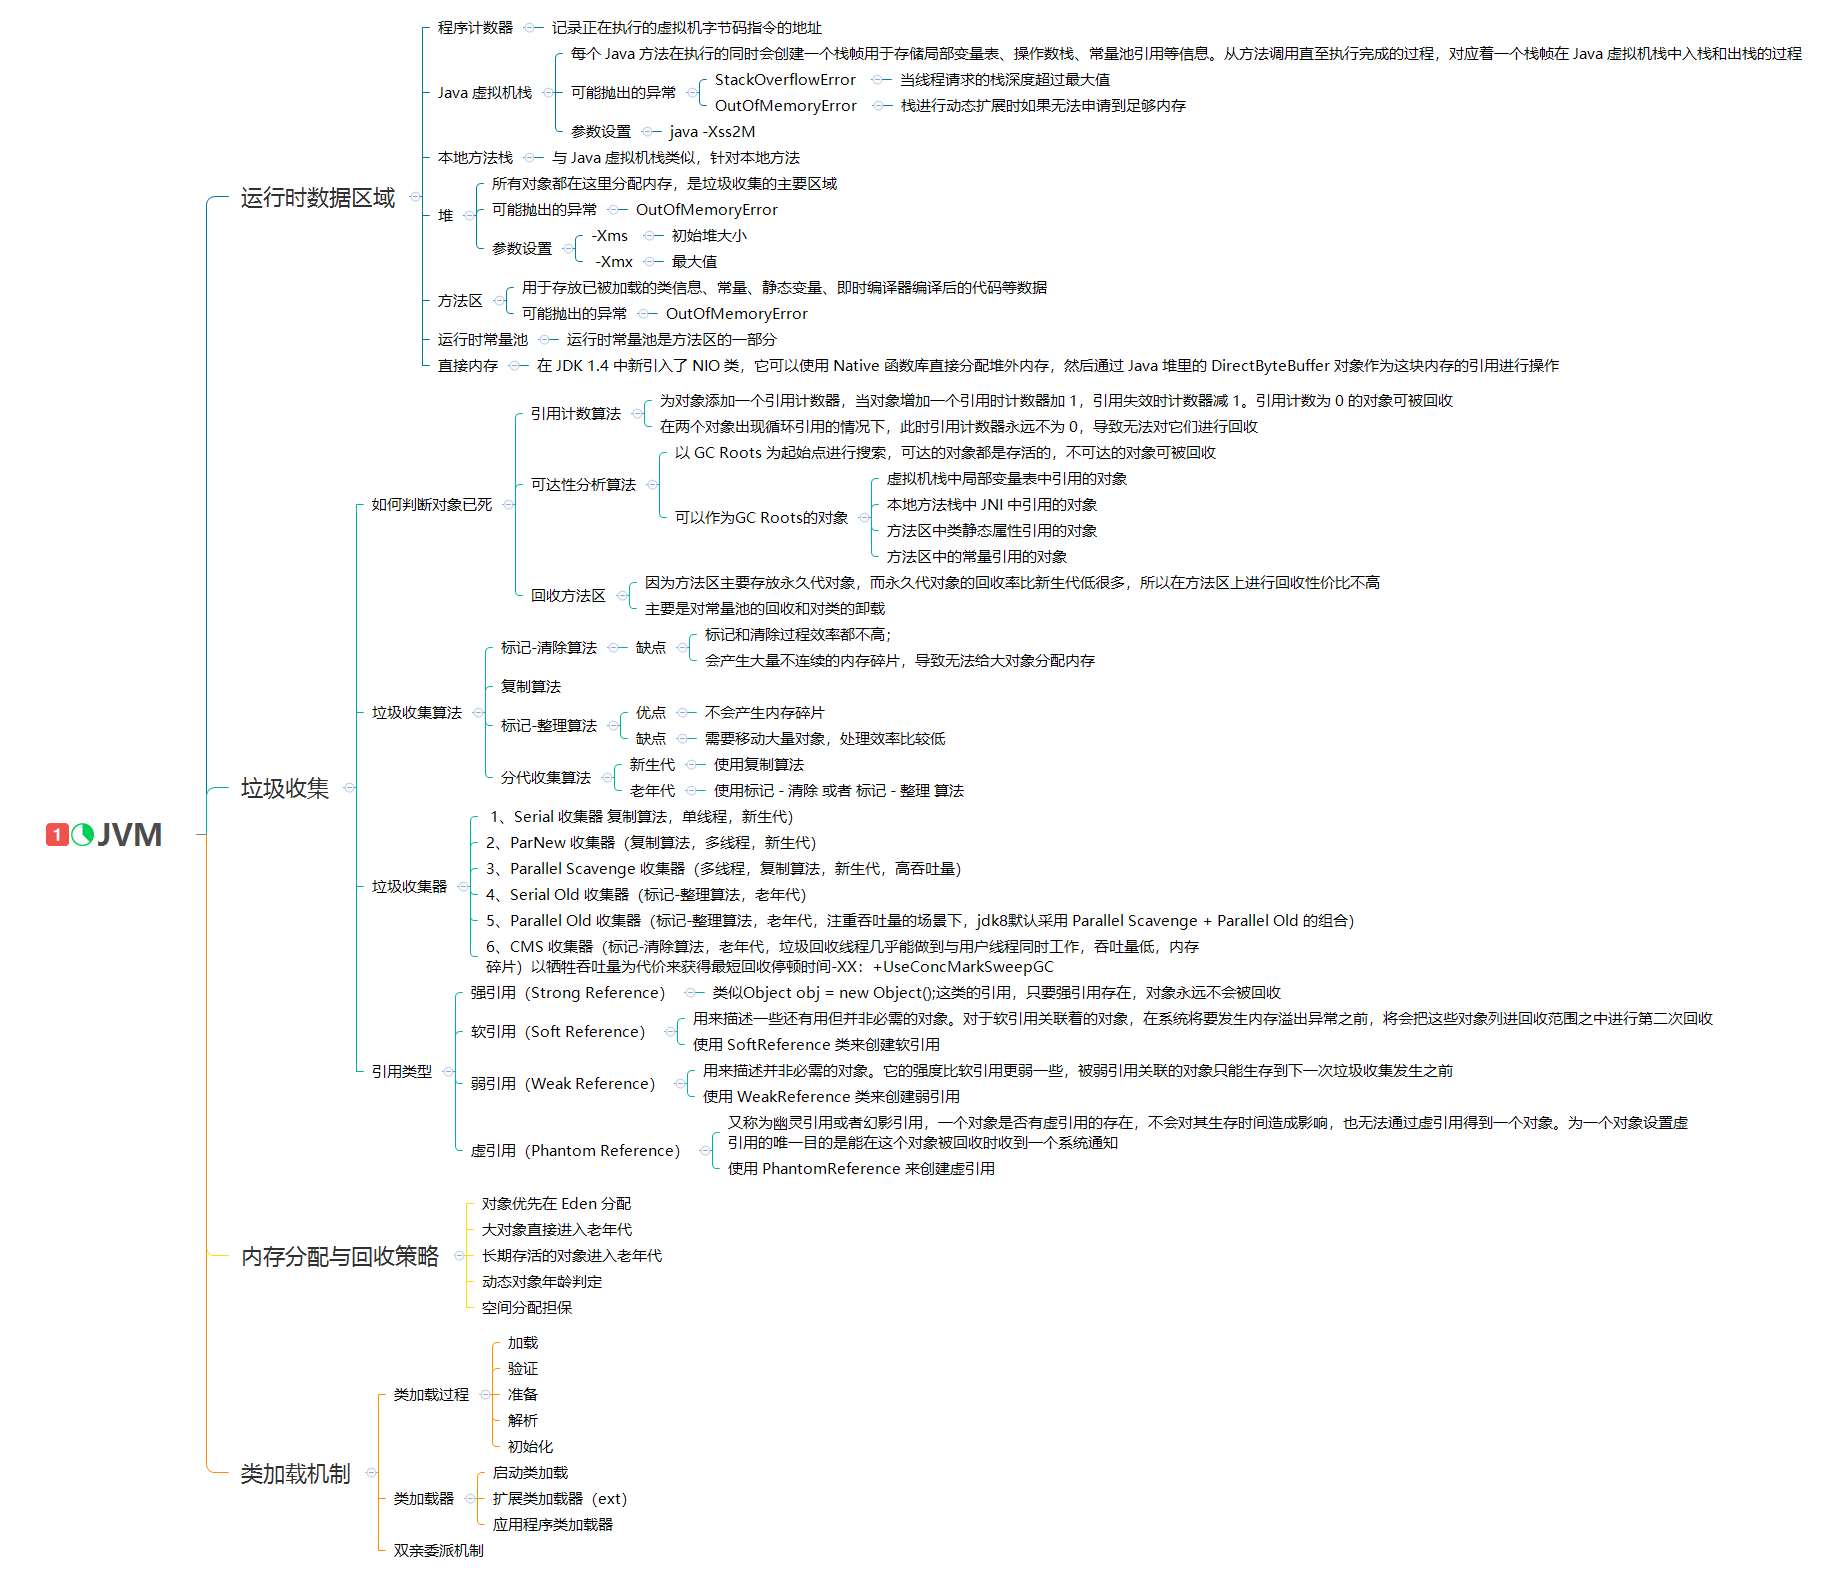 程序计数器 记录正在执行的虚拟机字节码指令的地址
每个 Java 方法在执行的同时会创建一个栈帧用于存储局部变量表、操作数栈、常量池引用等信息。从方法调用直至执行完成的过程，对应着一个栈帧在 Java 虚拟机栈中入栈和出栈的过程
StackOverflowError 当线程请求的栈深度超过最大值
Java 虚拟机栈 可能抛出的异常
OutOfMemoryError 栈进行动态扩展时如果无法申请到足够内存
参数设置 java -Xss2M
本地方法栈 与 Java 虚拟机栈类似，针对本地方法
所有对象都在这里分配内存，是垃圾收集的主要区域
运行时数据区域
可能抛出的异常 OutOfMemoryError
堆
-Xms 初始堆大小
参数设置
-Xmx 最大值
用于存放已被加载的类信息、常量、静态变量、即时编译器编译后的代码等数据
方法区
可能抛出的异常 OutOfMemoryError
运行时常量池 运行时常量池是方法区的一部分
直接内存 在 JDK 1.4 中新引入了 NIO 类，它可以使用 Native 函数库直接分配堆外内存，然后通过 Java 堆里的 DirectByteBuffer 对象作为这块内存的引用进行操作
为对象添加一个引用计数器，当对象增加一个引用时计数器加 1，引用失效时计数器减 1。引用计数为 0 的对象可被回收
引用计数算法
在两个对象出现循环引用的情况下，此时引用计数器永远不为 0，导致无法对它们进行回收
以 GC Roots 为起始点进行搜索，可达的对象都是存活的，不可达的对象可被回收
可达性分析算法
虚拟机栈中局部变量表中引用的对象
如何判断对象已死
本地方法栈中 JNI 中引用的对象
可以作为GC Roots的对象
方法区中类静态属性引用的对象
方法区中的常量引用的对象
因为方法区主要存放永久代对象，而永久代对象的回收率比新生代低很多，所以在方法区上进行回收性价比不高
回收方法区
主要是对常量池的回收和对类的卸载
标记和清除过程效率都不高；
标记-清除算法 缺点
会产生大量不连续的内存碎片，导致无法给大对象分配内存
复制算法
垃圾收集算法
优点 不会产生内存碎片
标记-整理算法
缺点 需要移动大量对象，处理效率比较低
新生代 使用复制算法
分代收集算法
老年代 使用标记 - 清除 或者 标记 - 整理 算法
垃圾收集
1、Serial 收集器 复制算法，单线程，新生代）
1 JVM
2、ParNew 收集器（复制算法，多线程，新生代）
3、Parallel Scavenge 收集器（多线程，复制算法，新生代，高吞吐量）
垃圾收集器
4、Serial Old 收集器（标记-整理算法，老年代）
5、Parallel Old 收集器（标记-整理算法，老年代，注重吞吐量的场景下，jdk8默认采用 Parallel Scavenge + Parallel Old 的组合）
6、CMS 收集器（标记-清除算法，老年代，垃圾回收线程几乎能做到与用户线程同时工作，吞吐量低，内存
碎片）以牺牲吞吐量为代价来获得最短回收停顿时间-XX：+UseConcMarkSweepGC
强引用（Strong Reference） 类似Object obj = new Object();这类的引用，只要强引用存在，对象永远不会被回收
用来描述一些还有用但并非必需的对象。对于软引用关联着的对象，在系统将要发生内存溢出异常之前，将会把这些对象列进回收范围之中进行第二次回收
软引用（Soft Reference）
使用 SoftReference 类来创建软引用
引用类型
用来描述并非必需的对象。它的强度比软引用更弱一些，被弱引用关联的对象只能生存到下一次垃圾收集发生之前
弱引用（Weak Reference）
使用 WeakReference 类来创建弱引用
又称为幽灵引用或者幻影引用，一个对象是否有虚引用的存在，不会对其生存时间造成影响，也无法通过虚引用得到一个对象。为一个对象设置虚
引用的唯一目的是能在这个对象被回收时收到一个系统通知
虚引用（Phantom Reference）
使用 PhantomReference 来创建虚引用
对象优先在 Eden 分配
大对象直接进入老年代
内存分配与回收策略
长期存活的对象进入老年代
动态对象年龄判定
空间分配担保
加载
验证
类加载过程
准备
解析
初始化
类加载机制
启动类加载
类加载器
扩展类加载器（ext）
应用程序类加载器
双亲委派机制